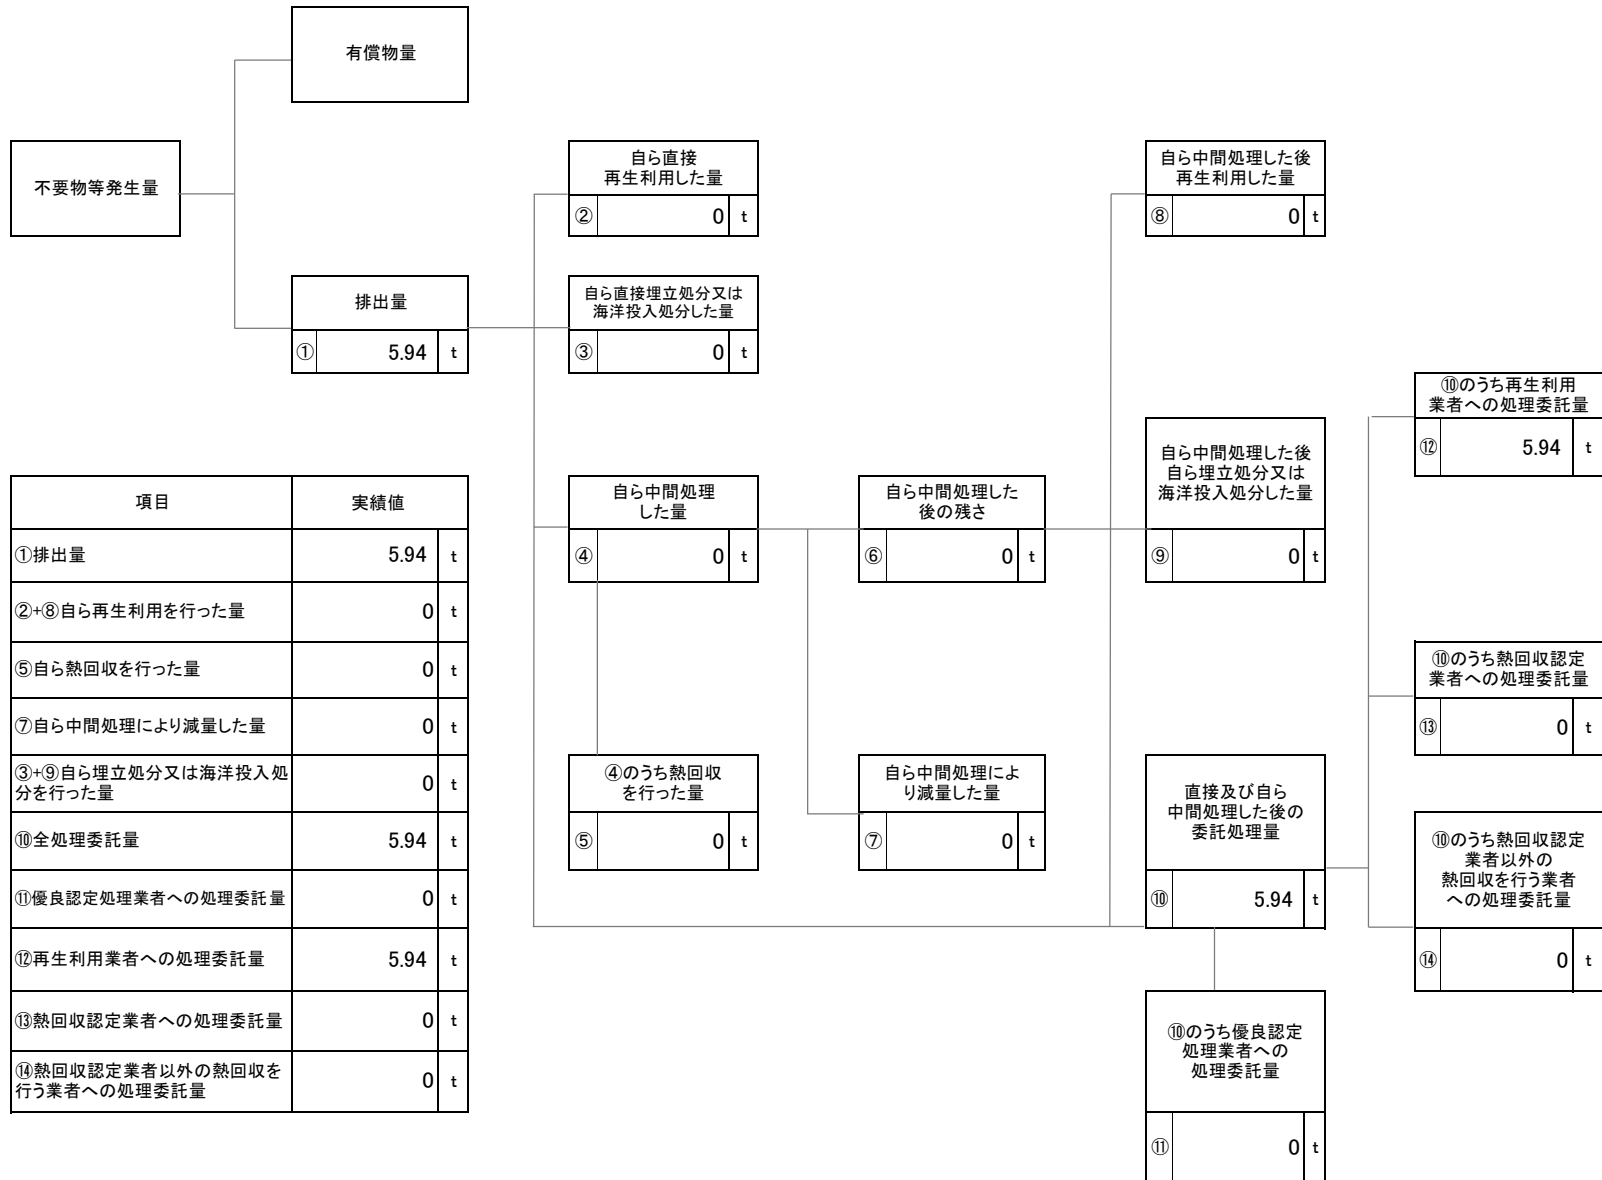 有償物量
不要物等発生量
排出量
① 5.94 t
自ら直接
再生利用した量
② 0 t
自ら直接埋立処分又は
海洋投入処分した量
③ 0 t
自ら中間処理
した量
④ 0 t
④のうち熱回収
を行った量
⑤ 0 t
自ら中間処理した
後の残さ
⑥ 0 t
自ら中間処理によ
り減量した量
⑦ 0 t
自ら中間処理した後
再生利用した量
⑧ 0 t
自ら中間処理した後
自ら埋立処分又は
海洋投入処分した量
⑨ 0 t
直接及び自ら
中間処理した後の
委託処理量
⑩ 5.94 t
⑩のうち優良認定
処理業者への
処理委託量
⑪ 0 t
⑩のうち再生利用
業者への処理委託量
⑫ 5.94 t
⑩のうち熱回収認定
業者への処理委託量
⑬ 0 t
⑩のうち熱回収認定
業者以外の
熱回収を行う業者
への処理委託量
⑭ 0 t
項目 実績値
①排出量 5.94 t
②+⑧自ら再生利用を行った量 0 t
⑤自ら熱回収を行った量 0 t
⑦自ら中間処理により減量した量 0 t
③+⑨自ら埋立処分又は海洋投入処
分を行った量 0 t
⑩全処理委託量 5.94 t
⑪優良認定処理業者への処理委託量 0 t
⑫再生利用業者への処理委託量 5.94 t
⑬熱回収認定業者への処理委託量 0 t
⑭熱回収認定業者以外の熱回収を
行う業者への処理委託量 0 t